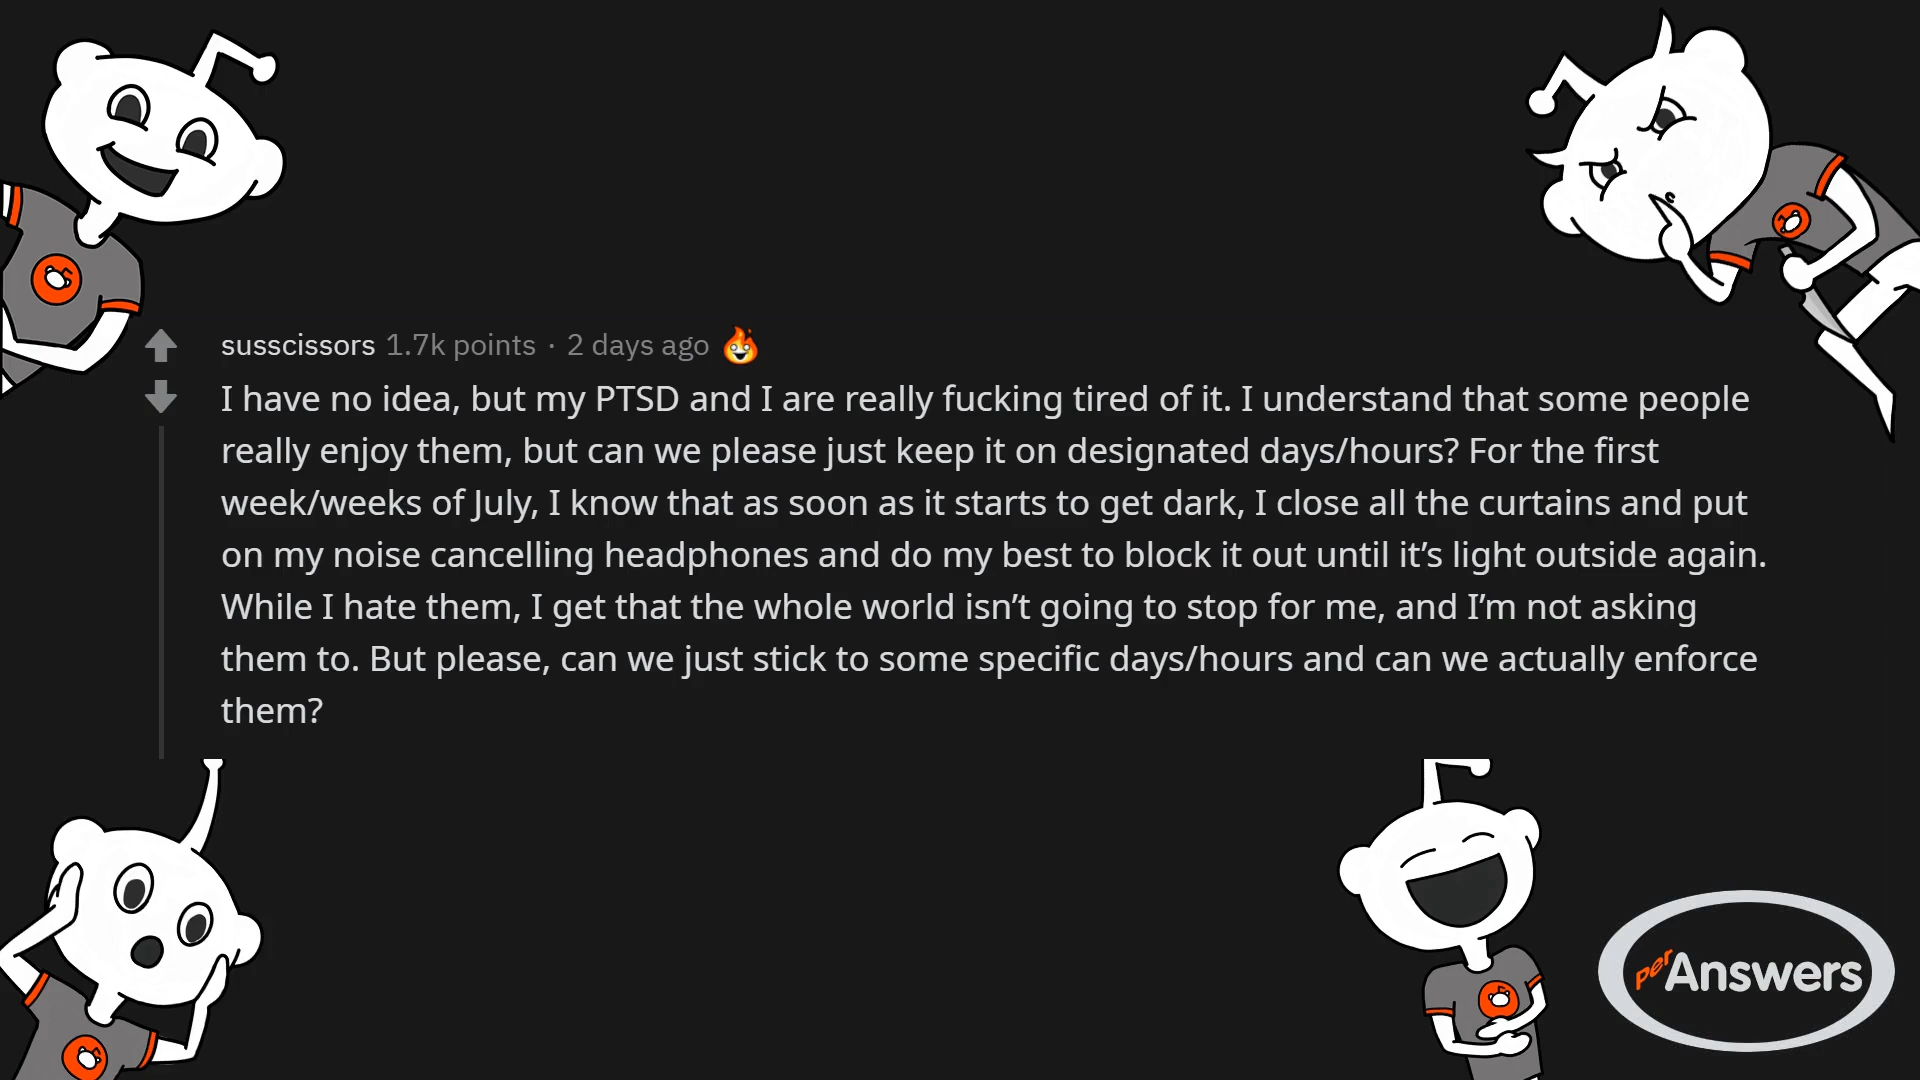 susscissors 1.7k points · 2 days ago
I have no idea, but my PTSD and I are really fucking tired of it. I understand that some people
really enjoy them, but can we please just keep it on designated days/hours? For the first
week/weeks of July, I know that as soon as it starts to get dark, I close all the curtains and put
on my noise cancelling headphones and do my best to block it out until it’s light outside again.
While I hate them, I get that the whole world isn’t going to stop for me, and I’m not asking
them to. But please, can we just stick to some specific days/hours and can we actually enforce
them?
perAnswers